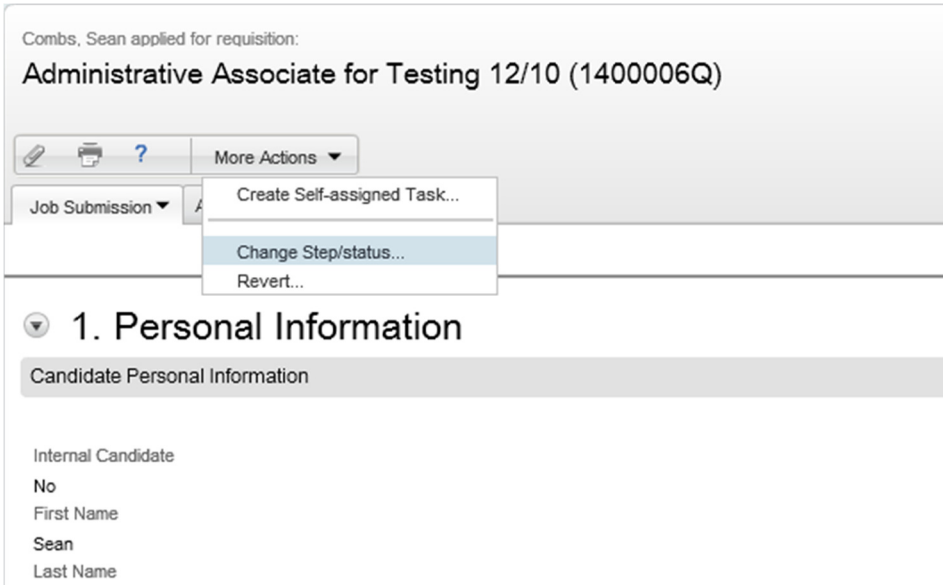 Combs, Sean applied for requisition:
Administrative Associate for Testing 12/10 (1400006Q)
? More Actions
Job Submission A
Create Self-assigned Task...
Change Step/status...
Revert...
1. Personal Information
Candidate Personal Information
Internal Candidate
No
First Name
Sean
Last Name